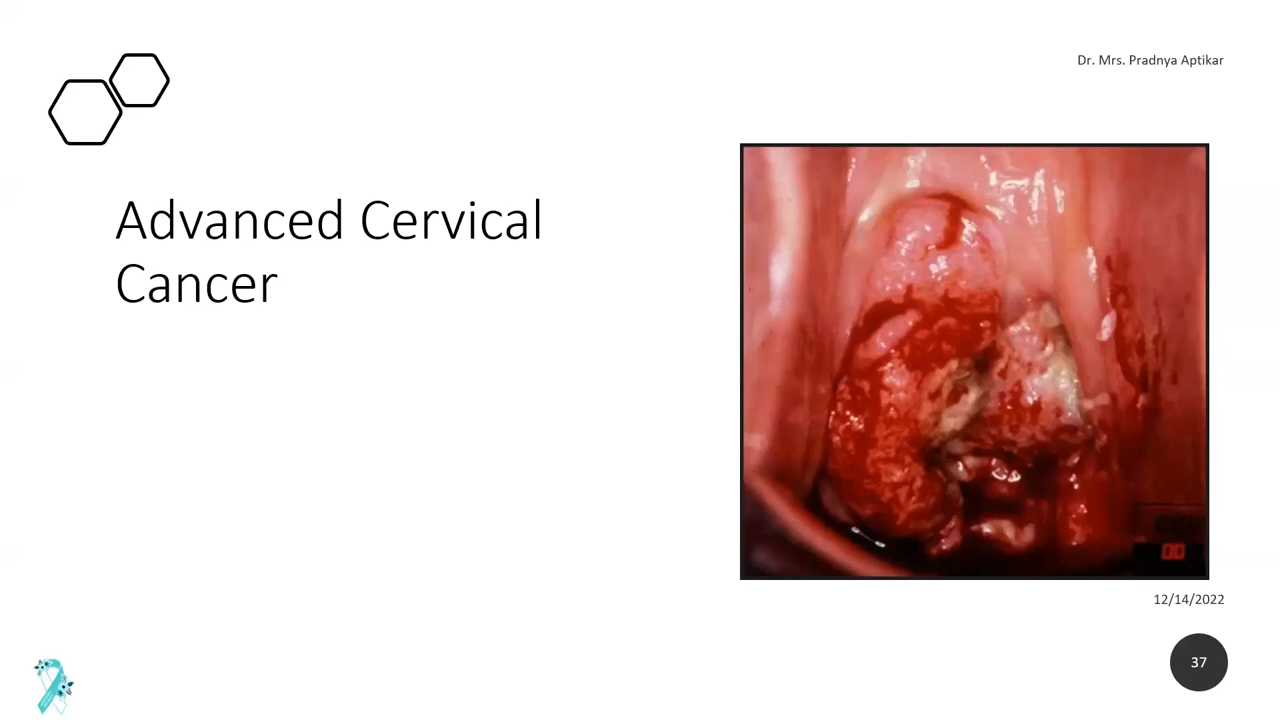 Dr. Mrs. Pradnya Aptikar
Advanced Cervical
Cancer
12/14/2022
37